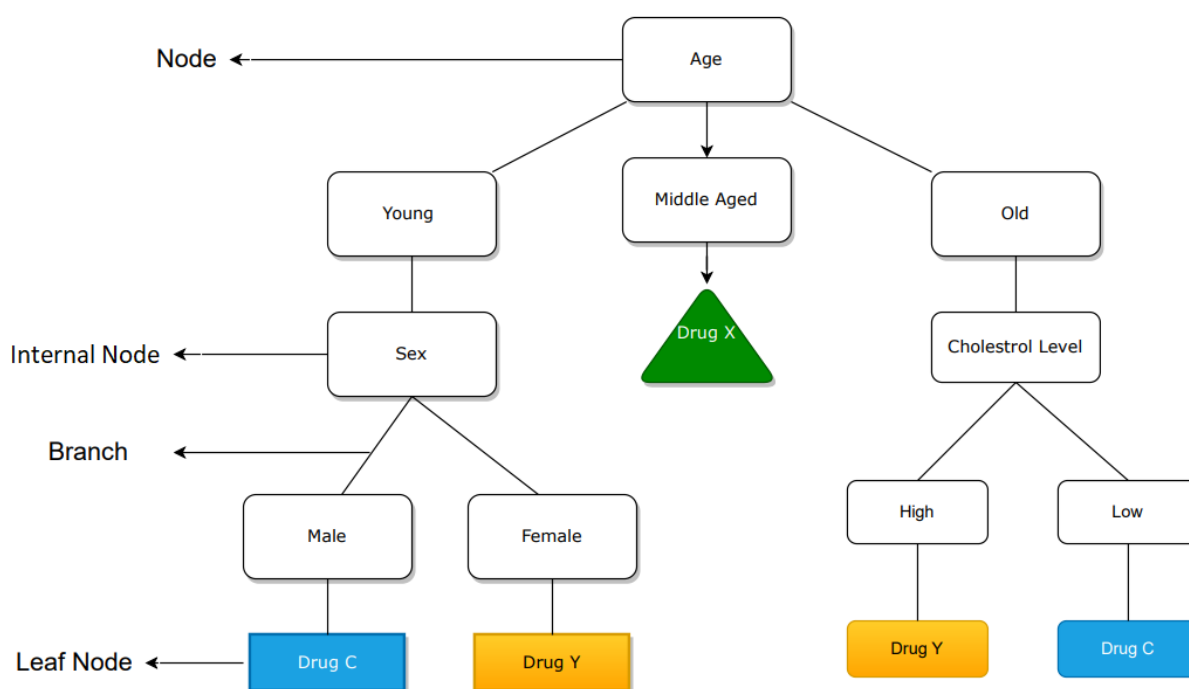 Node
Age
Young
Middle Aged
Old
Drug X
Internal Node
Sex
Cholestrol Level
Branch
Male
Female
High
Low
Leaf Node
Drug C
Drug Y
Drug Y
Drug C